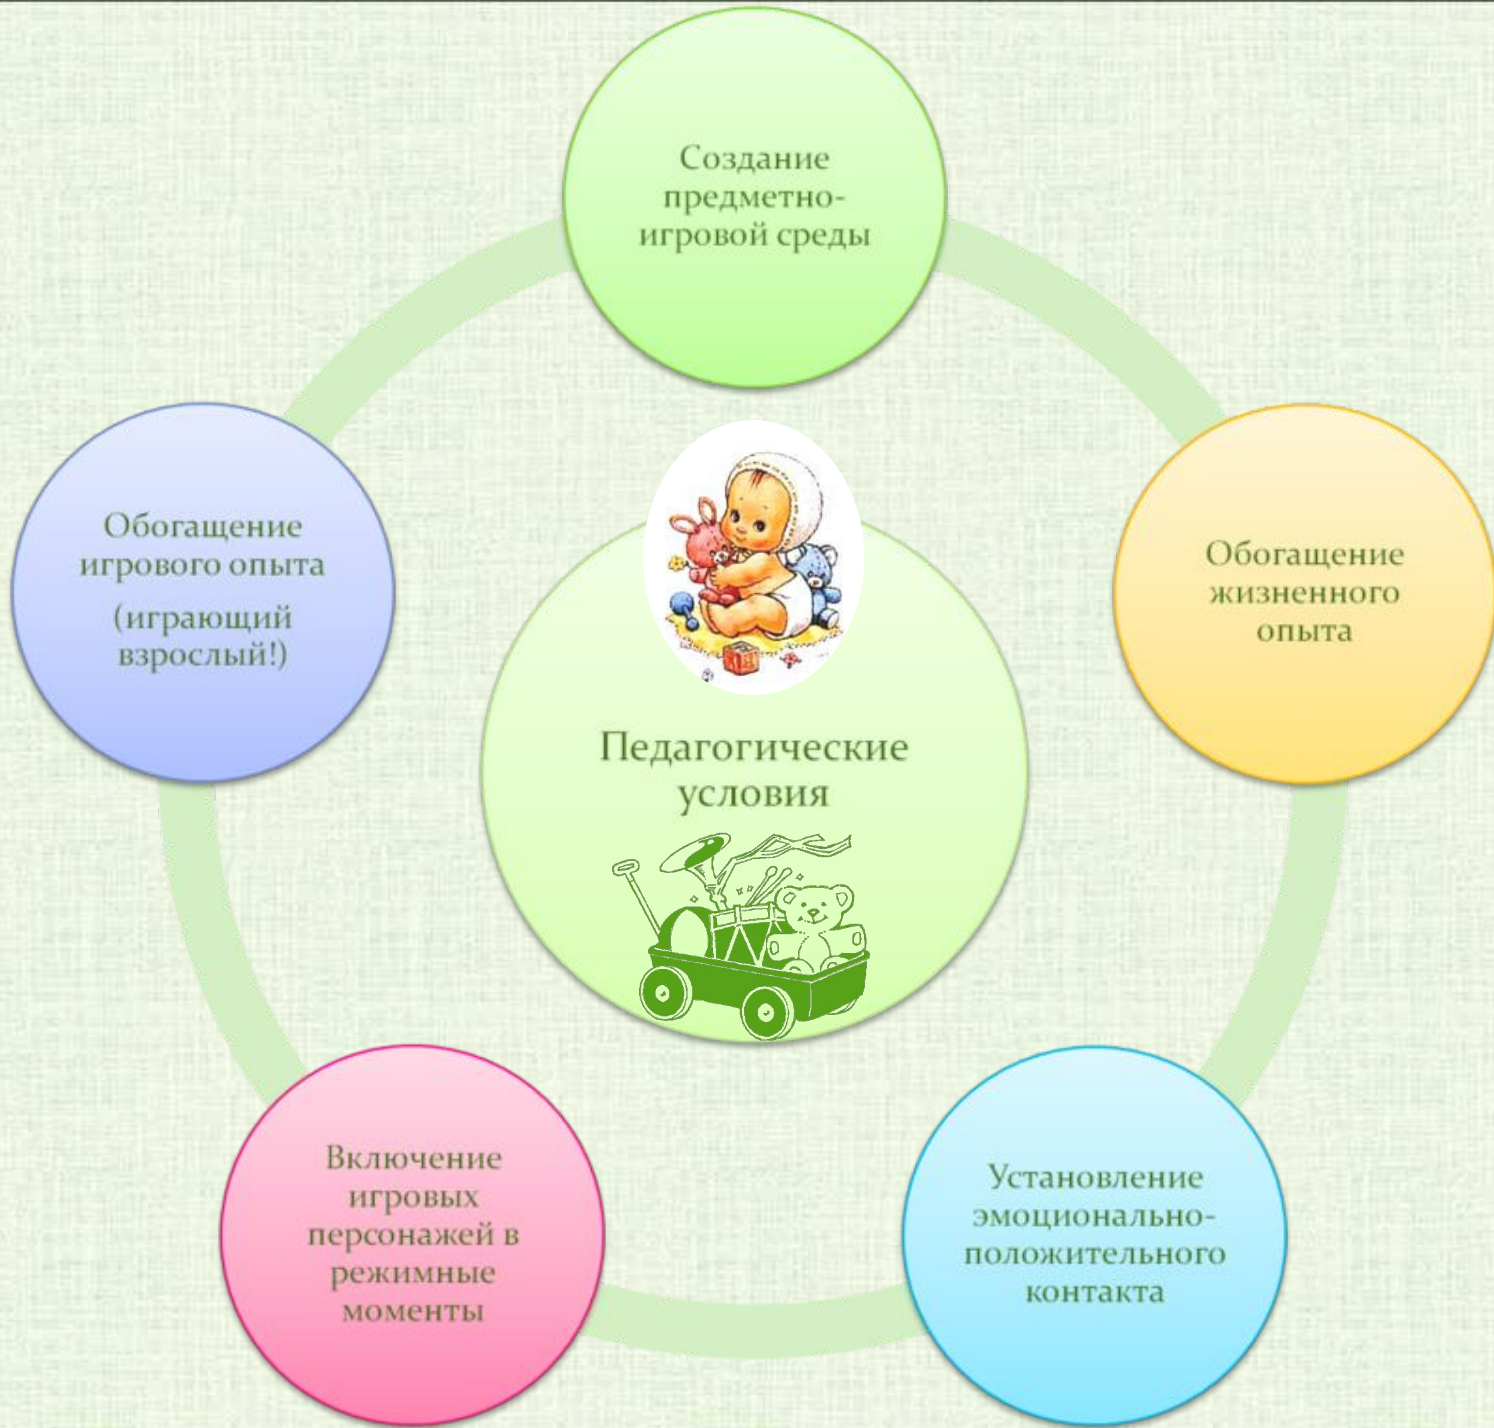 Создание
предметно-
игровой среды
Обогащение
жизненного
опыта
Установление
эмоционально-
положительного
контакта
Включение
игровых
персонажей в
режимные
моменты
Обогащение
игрового опыта
(играющий
взрослый!)
Педагогические
условия